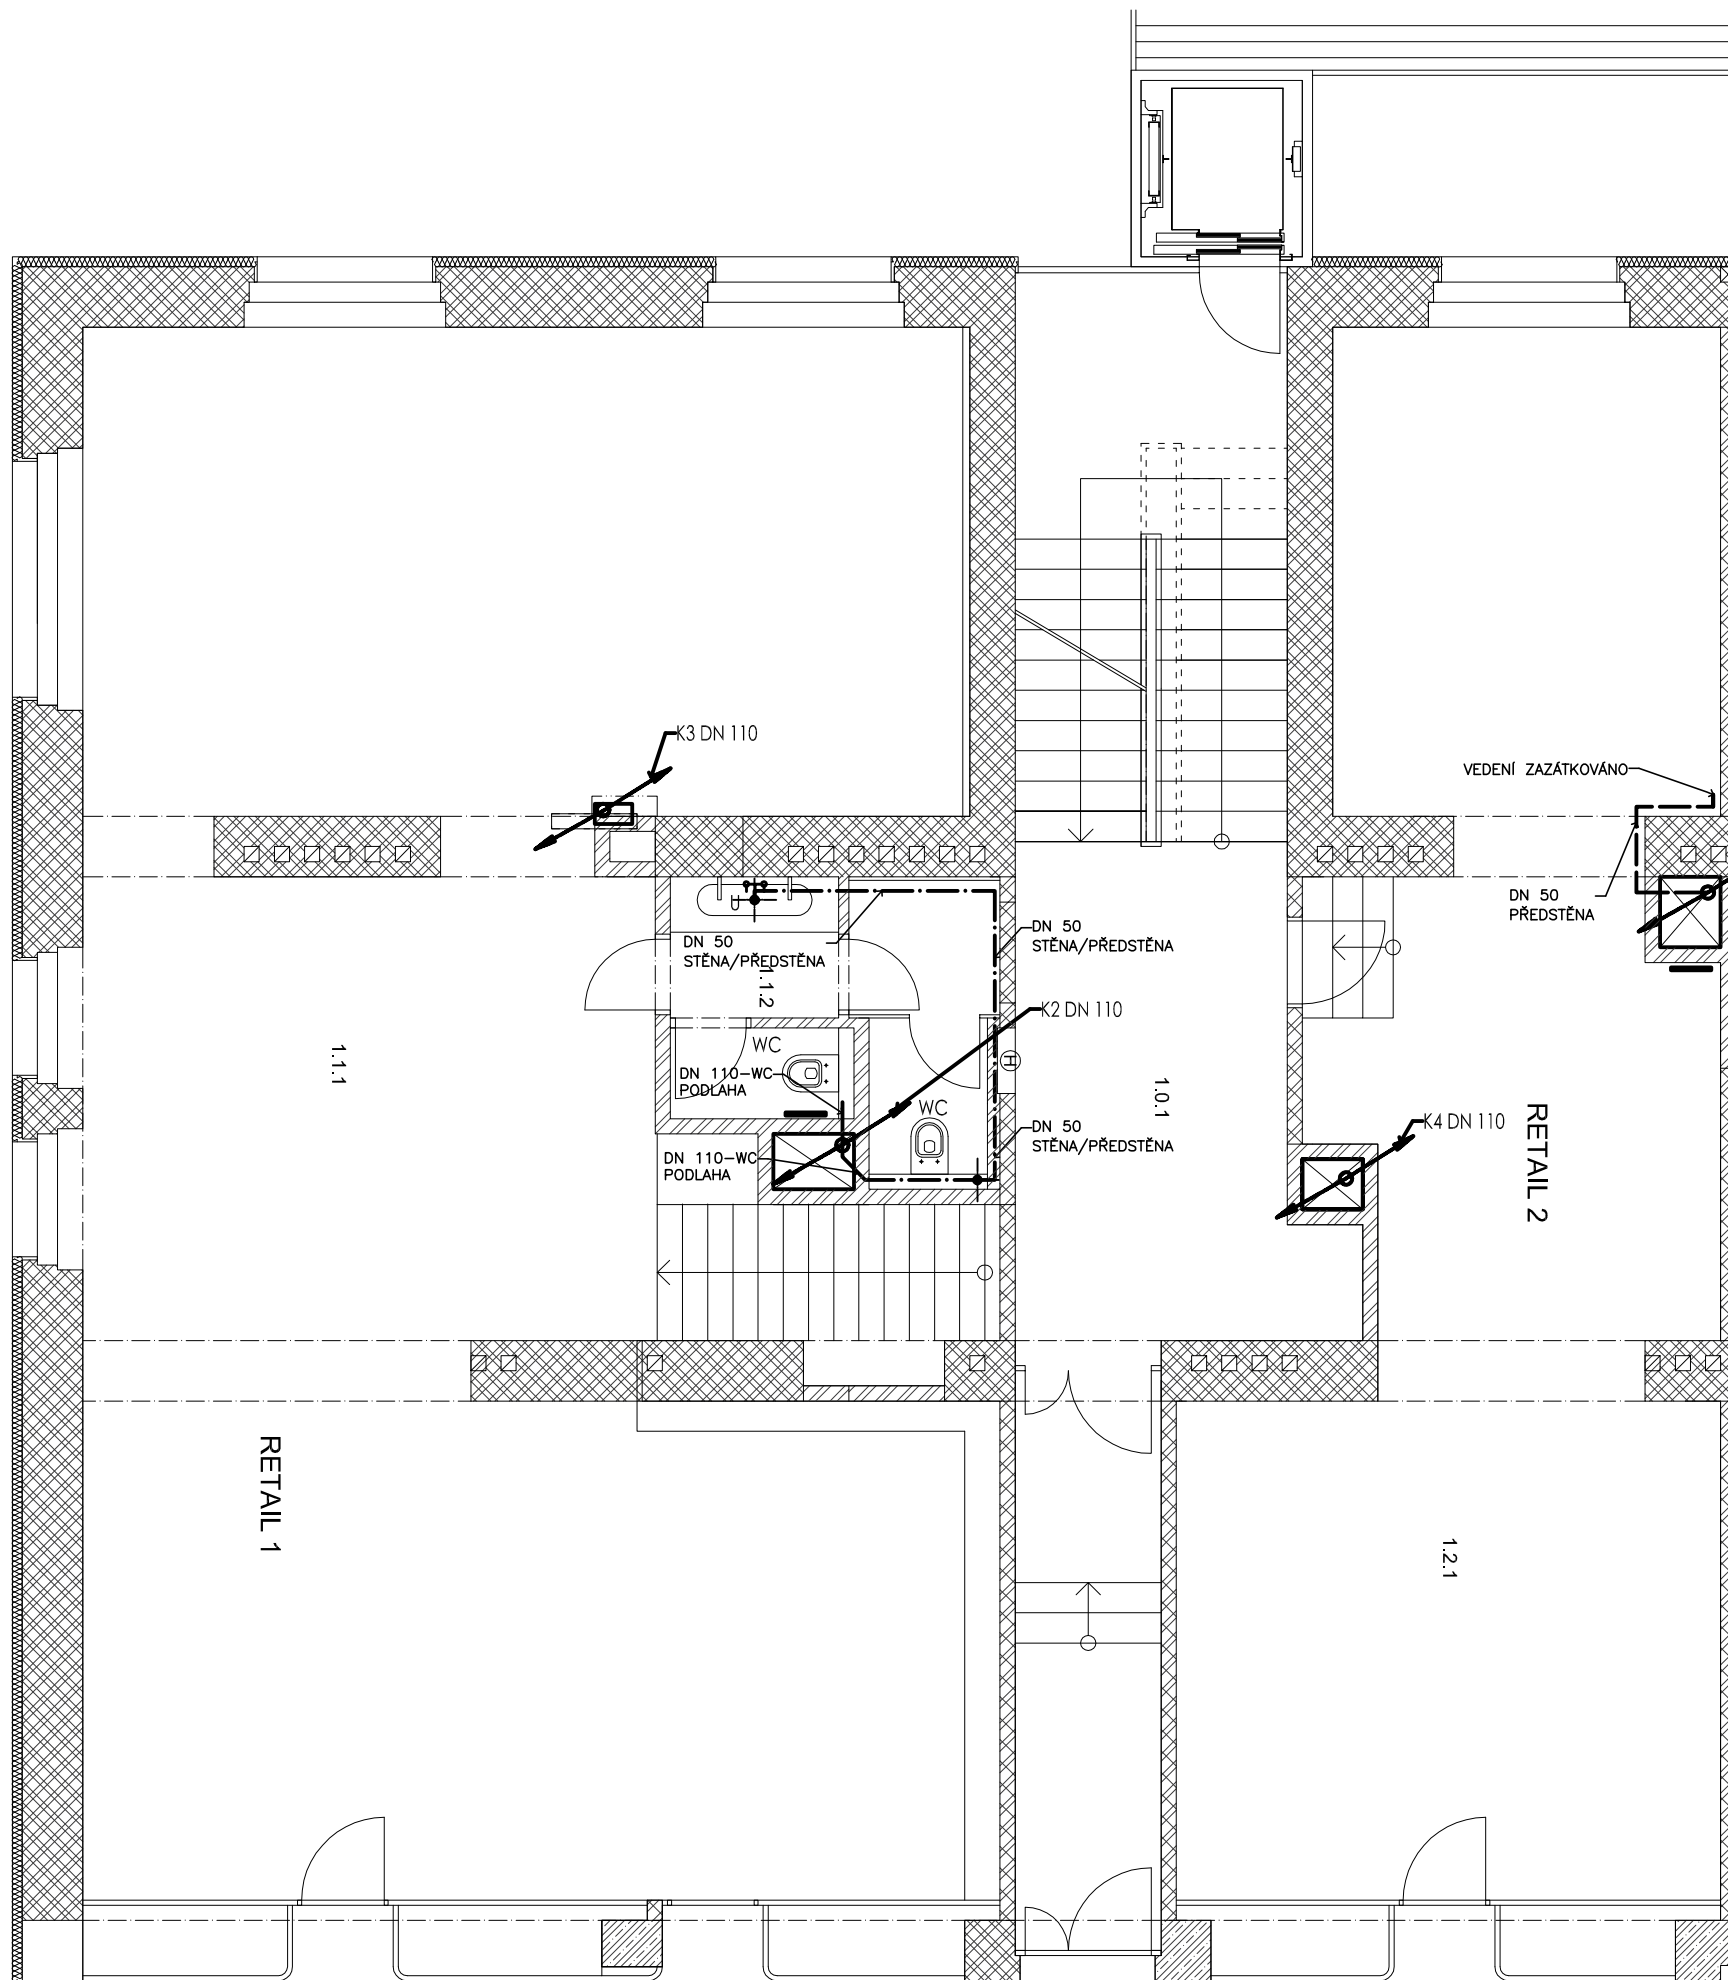 K3 DN 110
VEDENÍ ZAZÁTKOVÁNO
DN 50
PŘEDSTĚNA
DN 50
STĚNA/PŘEDSTĚNA
DN 50
STĚNA/PŘEDSTĚNA
1.1.2
K2 DN 110
WC
1.1.1
H
DN 110-WC
PODLAHA
1.0.1
WC
RETAIL 2
K4 DN 110
DN 50
STĚNA/PŘEDSTĚNA
DN 110-WC
PODLAHA
RETAIL 1
1.2.1